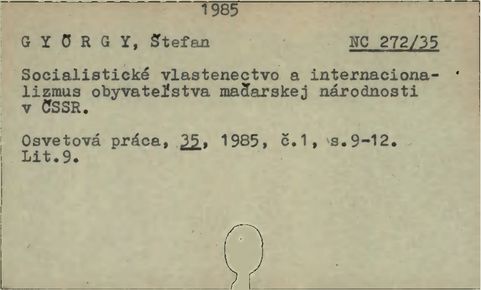 1985
G Y Ö R G Y, Štefan NC 272/35
Socialistické vlastenectvo a internaciona-
lizmus obyvateľstva maďarskej národnosti
v ČSSR.
Osvetová práca, 35, 1985, č.1, s.9-12.
Lit.9.